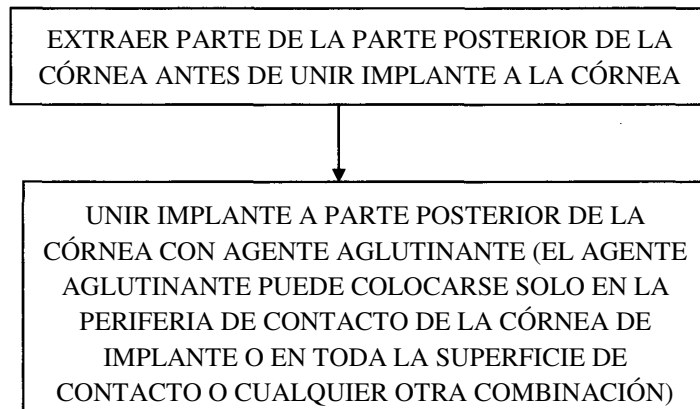 EXTRAER PARTE DE LA PARTE POSTERIOR DE LA
CÓRNEA ANTES DE UNIR IMPLANTE A LA CÓRNEA
UNIR IMPLANTE A PARTE POSTERIOR DE LA
CÓRNEA CON AGENTE AGLUTINANTE (EL AGENTE
AGLUTINANTE PUEDE COLOCARSE SOLO EN LA
PERIFERIA DE CONTACTO DE LA CÓRNEA DE
IMPLANTE O EN TODA LA SUPERFICIE DE
CONTACTO O CUALQUIER OTRA COMBINACIÓN)